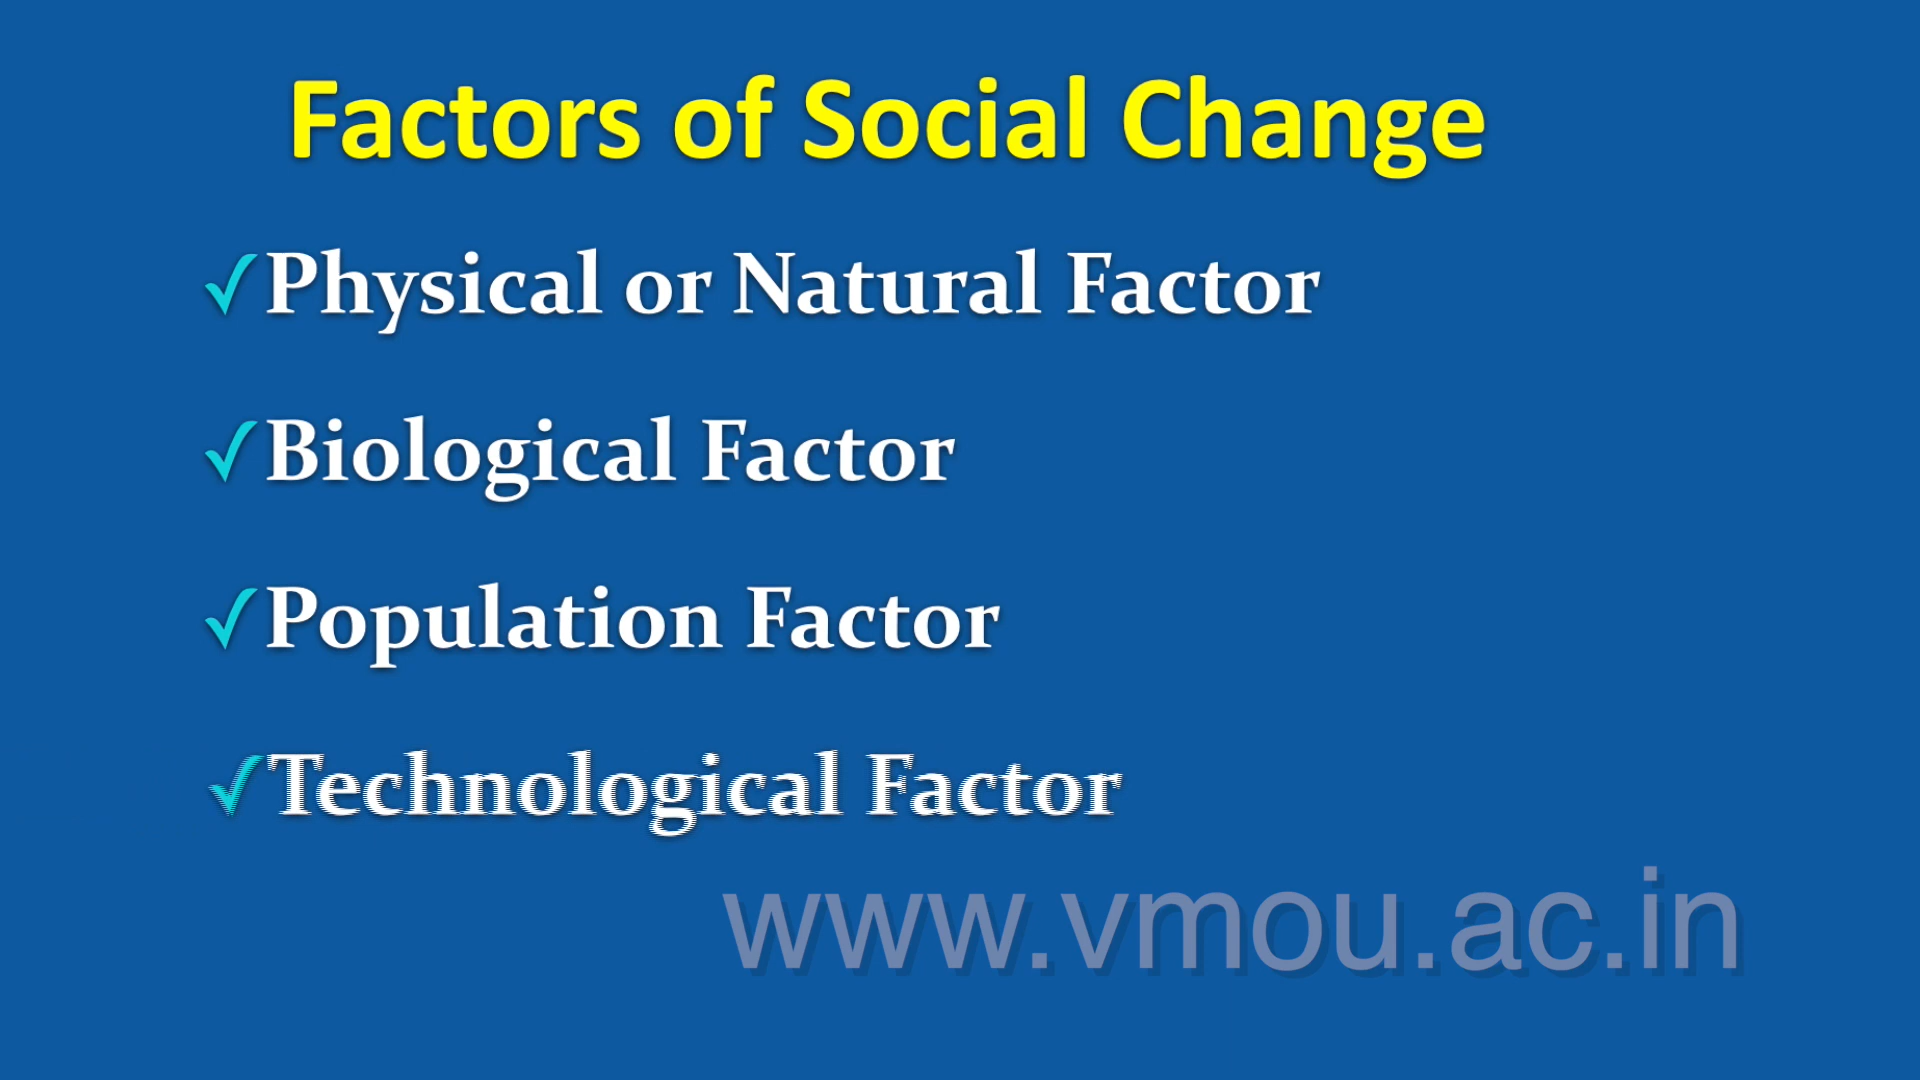 Factors of Social Change
✓Physical or Natural Factor
✓Biological Factor
✓Population Factor
✓Technological Factor
www.vmou.ac.in